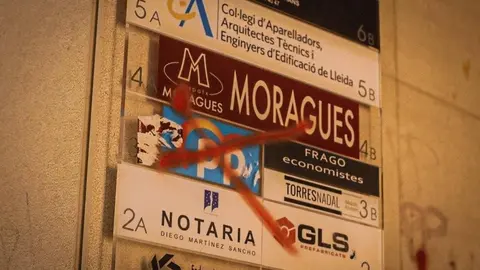 5A
Col·legi d'Aparelladors,
Arquitectes Tècnics i
Enginyers d'Edificació de Lleida
6B
5B
4
M
MORAGUES
MORAGUES
4B
PP
FRAGO
economistes
TORRESNADAL
3B
2A
NOTARIA
DIEGO MARTÍNEZ SANCHO
GLS